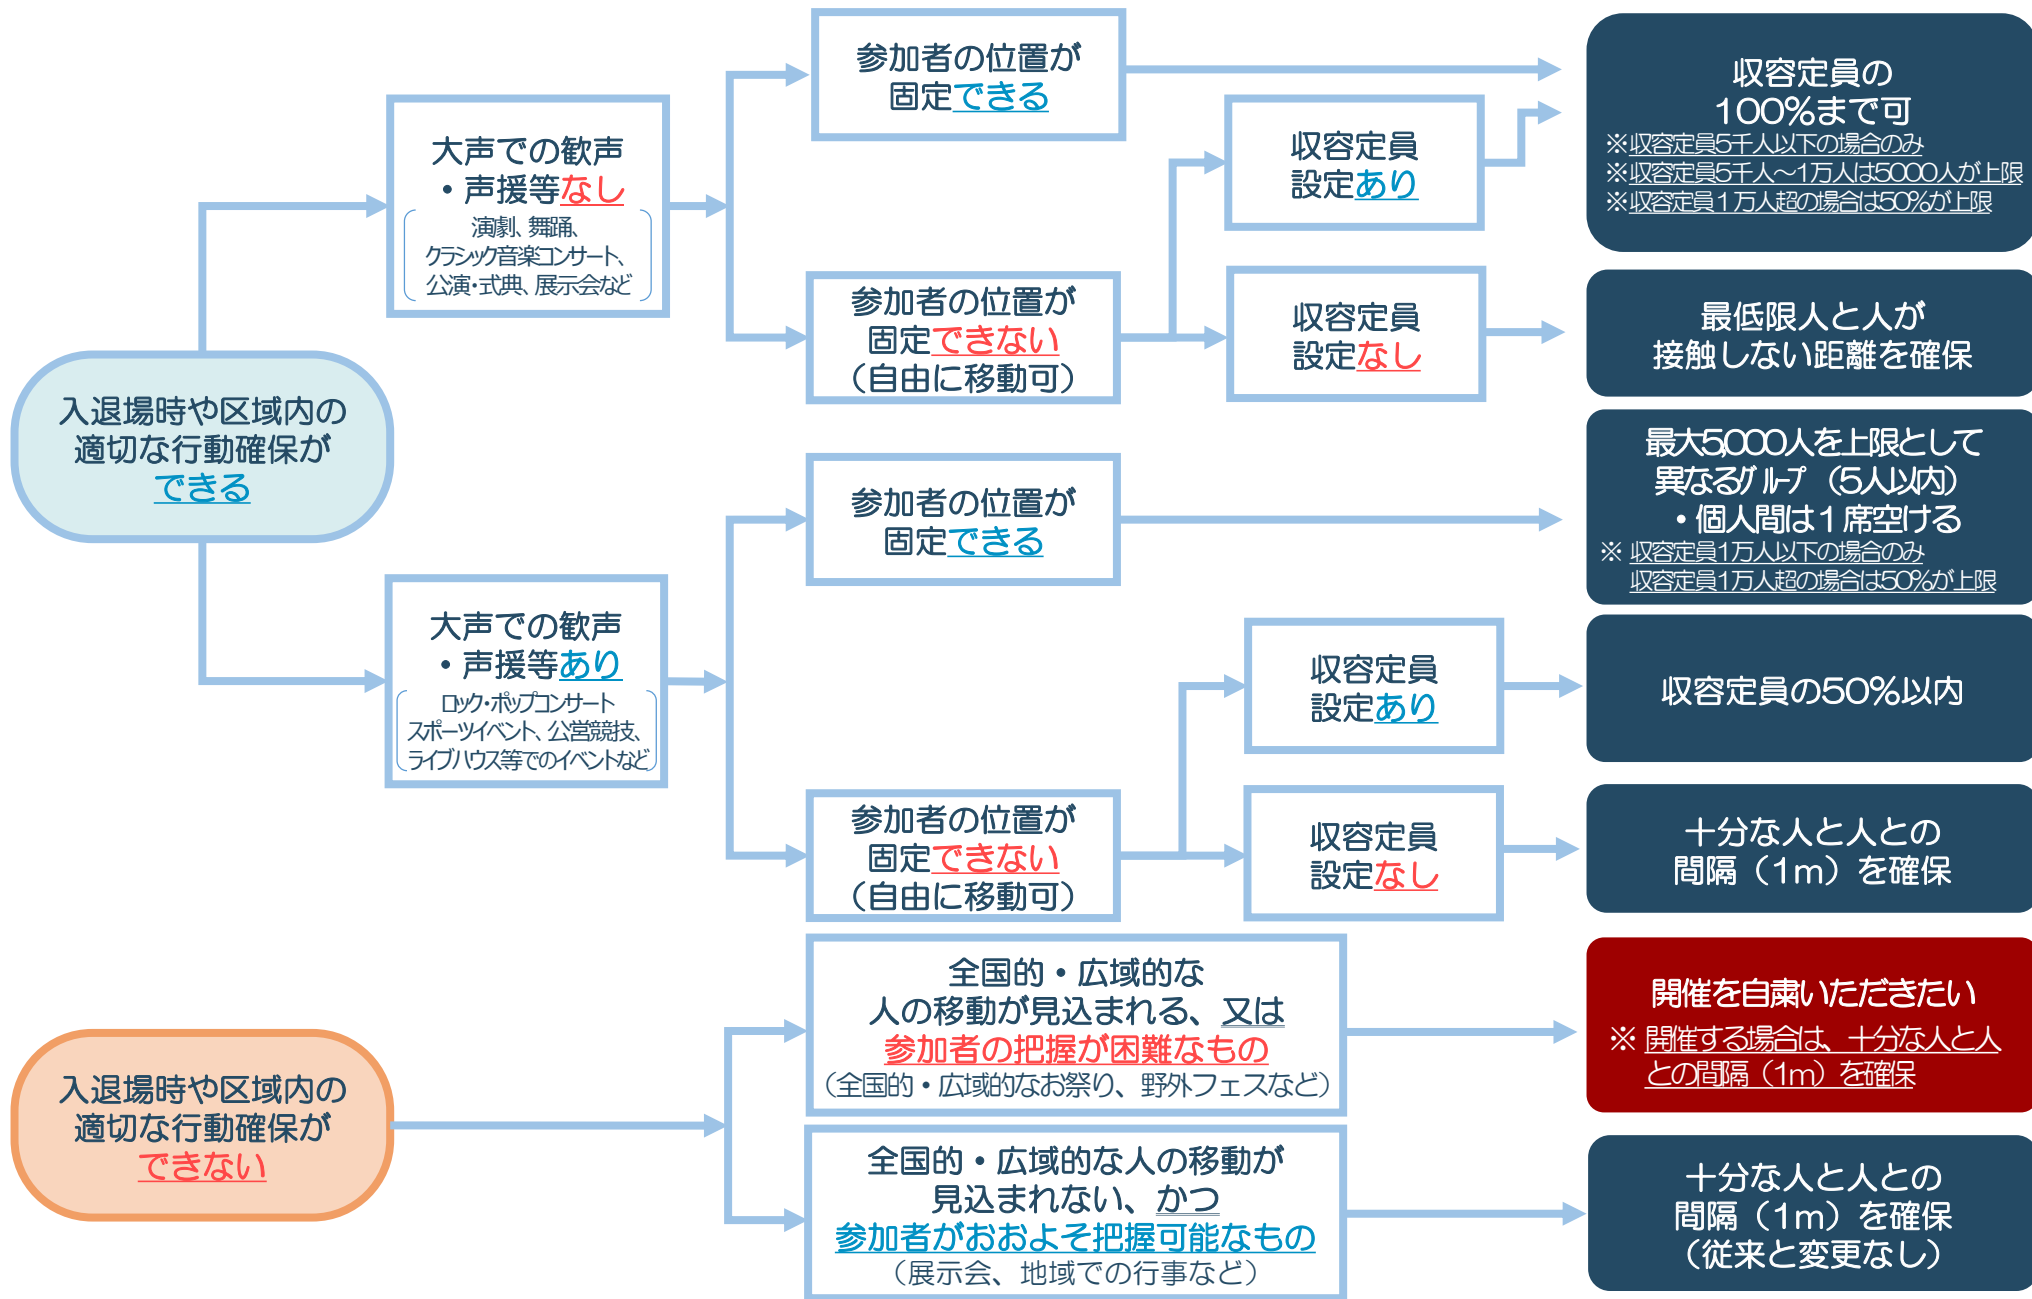 入退場時や区域内の
適切な行動確保が
できる
大声での歓声
・声援等なし
演劇、舞踊、
クラシック音楽コンサート、
公演・式典、展示会など
参加者の位置が
固定できる
収容定員の
100%まで可
※収容定員5千人以下の場合のみ
※収容定員5千人～1万人は5000人が上限
※収容定員1万人超の場合は50%が上限
参加者の位置が
固定できない
（自由に移動可）
収容定員
設定あり
収容定員
設定なし
最低限人と人が
接触しない距離を確保
大声での歓声
・声援等あり
ロック・ポップコンサート
スポーツイベント、公営競技、
ライブハウス等でのイベントなど
参加者の位置が
固定できる
最大5,000人を上限として
異なるグループ（5人以内）
・個人間は１席空ける
※ 収容定員1万人以下の場合のみ
収容定員1万人超の場合は50%が上限
参加者の位置が
固定できない
（自由に移動可）
収容定員
設定あり
収容定員の50%以内
収容定員
設定なし
十分な人と人との
間隔（1m）を確保
入退場時や区域内の
適切な行動確保が
できない
全国的・広域的な
人の移動が見込まれる、又は
参加者の把握が困難なもの
（全国的・広域的なお祭り、野外フェスなど）
開催を自粛いただきたい
※ 開催する場合は、十分な人と人
との間隔（1m）を確保
全国的・広域的な人の移動が
見込まれない、かつ
参加者がおおよそ把握可能なもの
（展示会、地域での行事など）
十分な人と人との
間隔（1m）を確保
（従来と変更なし）